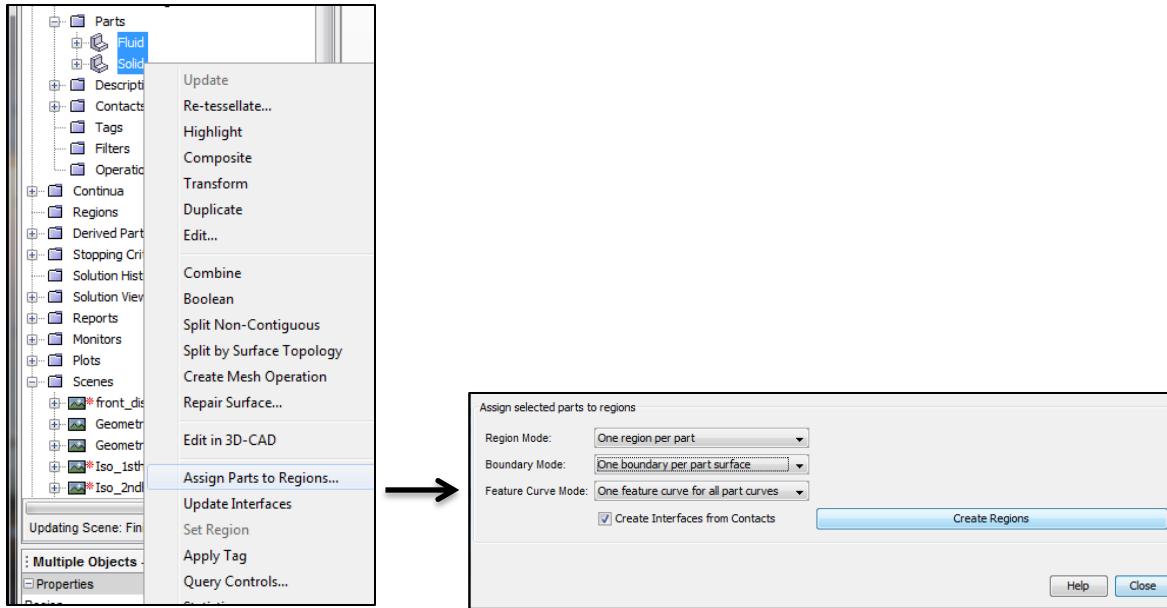 Parts
Fluid
Solid
Descripti
Contacts
Tags
Filters
Operatio
Continua
Regions
Derived Part
Stopping Crit
Solution Hist
Solution View
Reports
Monitors
Plots
Scenes
front_dis
Geometr
Geometr
Iso_1sth
Iso_2ndl
Updating Scene: Fin
Multiple Objects -
Properties
Update
Re-tessellate...
Highlight
Composite
Transform
Duplicate
Edit...
Combine
Boolean
Split Non-Contiguous
Split by Surface Topology
Create Mesh Operation
Repair Surface...
Edit in 3D-CAD
Assign Parts to Regions...
Update Interfaces
Set Region
Apply Tag
Query Controls...
Assign selected parts to regions
Region Mode: One region per part
Boundary Mode: One boundary per part surface
Feature Curve Mode: One feature curve for all part curves
Create Interfaces from Contacts Create Regions
Help Close